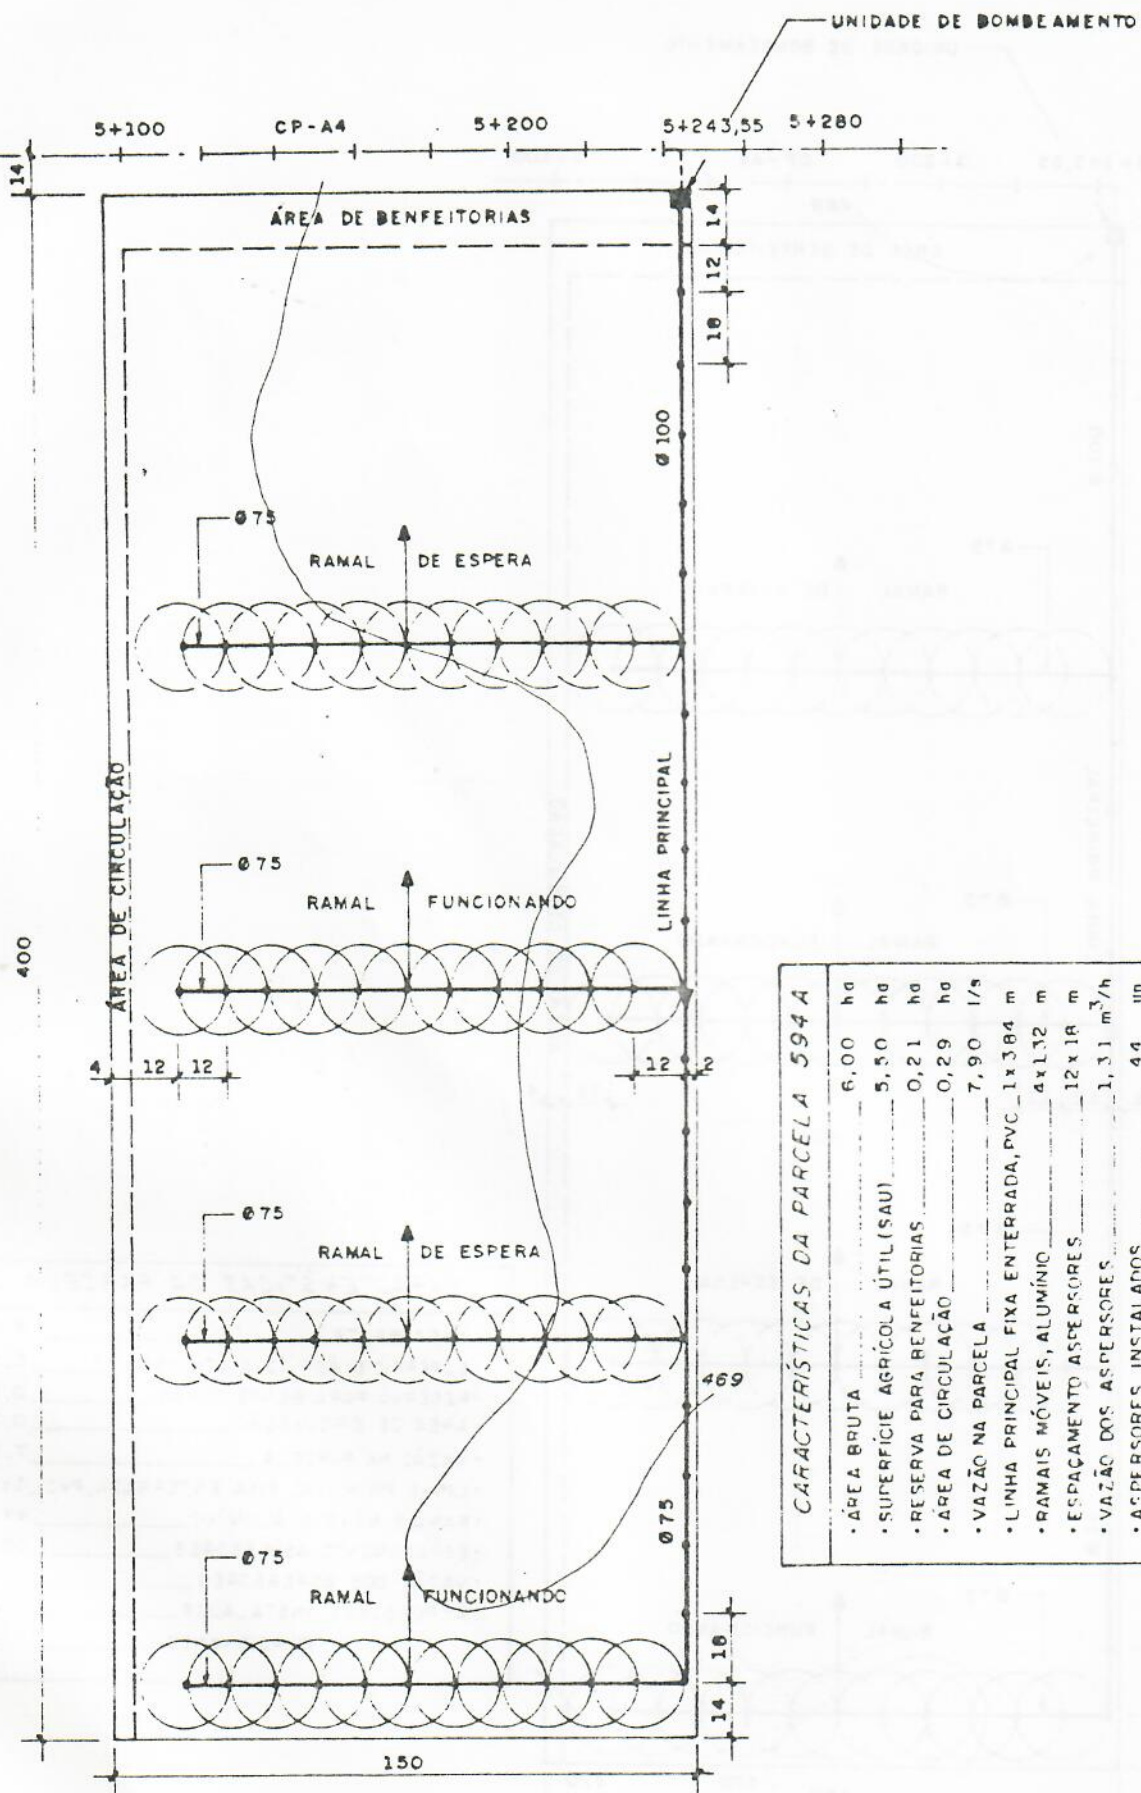 UNIDADE DE BOMBEAMENTO
5+100 CP-A4 5+200 5+243,55 5+280
14
ÁREA DE BENFEITORIAS
14
12
18
Ø 100
Ø 75
RAMAL DE ESPERA
ÁREA DE CIRCULAÇÃO
LINHA PRINCIPAL
Ø 75
RAMAL FUNCIONANDO
400
4 12 12 12 2
Ø 75
RAMAL DE ESPERA
469
Ø 75
Ø 75
RAMAL FUNCIONANDO
18
14
150
CARACTERÍSTICAS DA PARCELA 594 A
• ÁREA BRUTA 6,00 ha
• SUPERFÍCIE AGRÍCOLA ÚTIL (SAU) 5,50 ha
• RESERVA PARA BENFEITORIAS 0,21 ha
• ÁREA DE CIRCULAÇÃO 0,29 ha
• VAZÃO NA PARCELA 7,90 l/s
• LINHA PRINCIPAL FIXA ENTERRADA, PVC 1x384 m
• RAMAIS MÓVEIS, ALUMÍNIO 4x132 m
• ESPAÇAMENTO ASPERSORES 12x18 m
• VAZÃO DOS ASPERSORES 1,31 m³/h
• ASPERSORES INSTALADOS 44 un